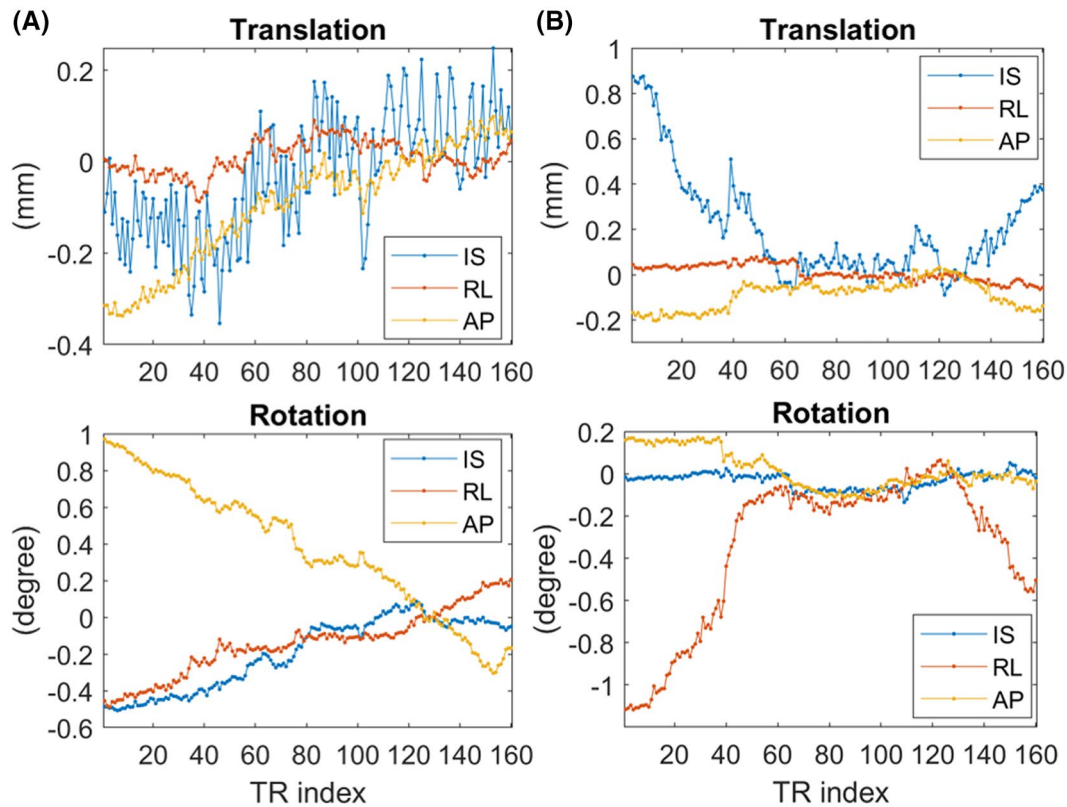 (A)
Translation
0.2
0
-0.2
-0.4
(mm)
IS
RL
AP
20 40 60 80 100 120 140 160
Rotation
1
0.8
0.6
0.4
0.2
0
-0.2
-0.4
-0.6
(degree)
IS
RL
AP
20 40 60 80 100 120 140 160
TR index
(B)
Translation
1
0.8
0.6
0.4
0.2
0
-0.2
(mm)
IS
RL
AP
20 40 60 80 100 120 140 160
Rotation
0.2
0
-0.2
-0.4
-0.6
-0.8
-1
(degree)
IS
RL
AP
20 40 60 80 100 120 140 160
TR index